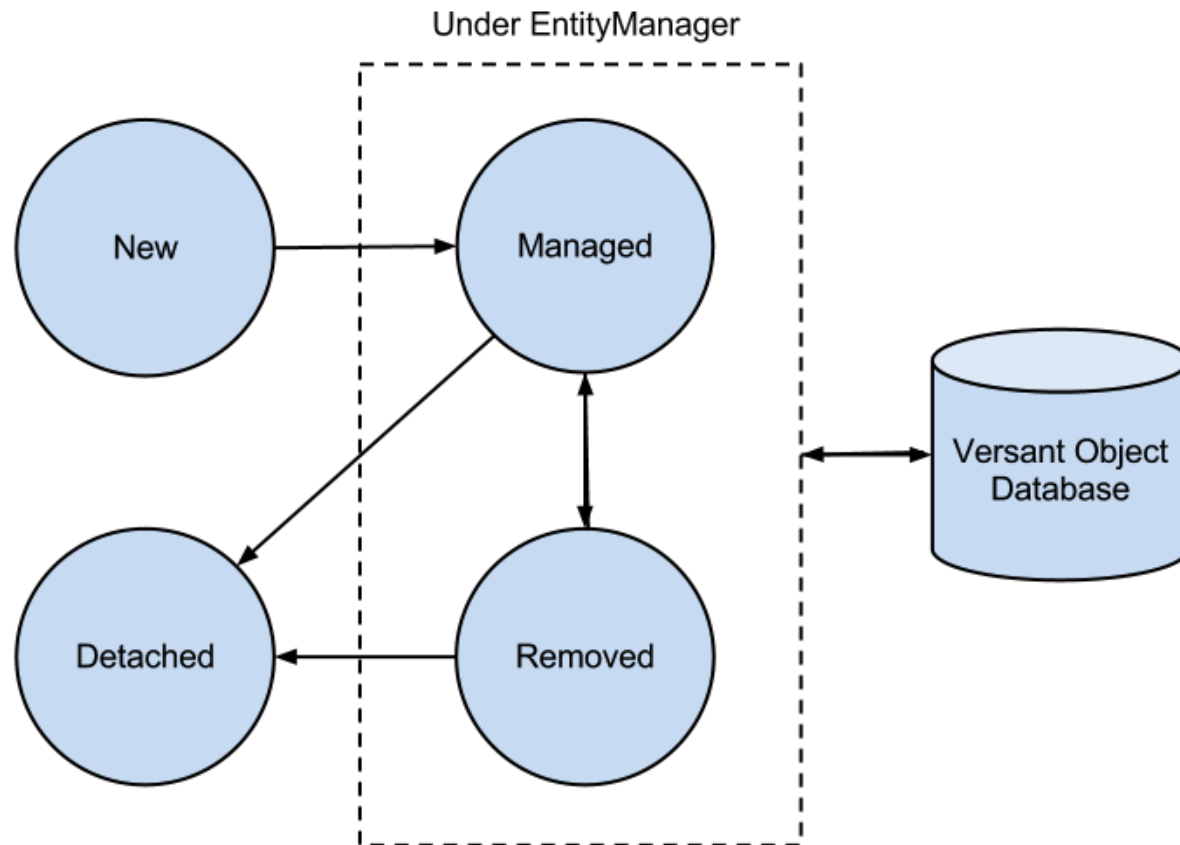 Under EntityManager
New
Managed
Versant Object
Database
Detached
Removed